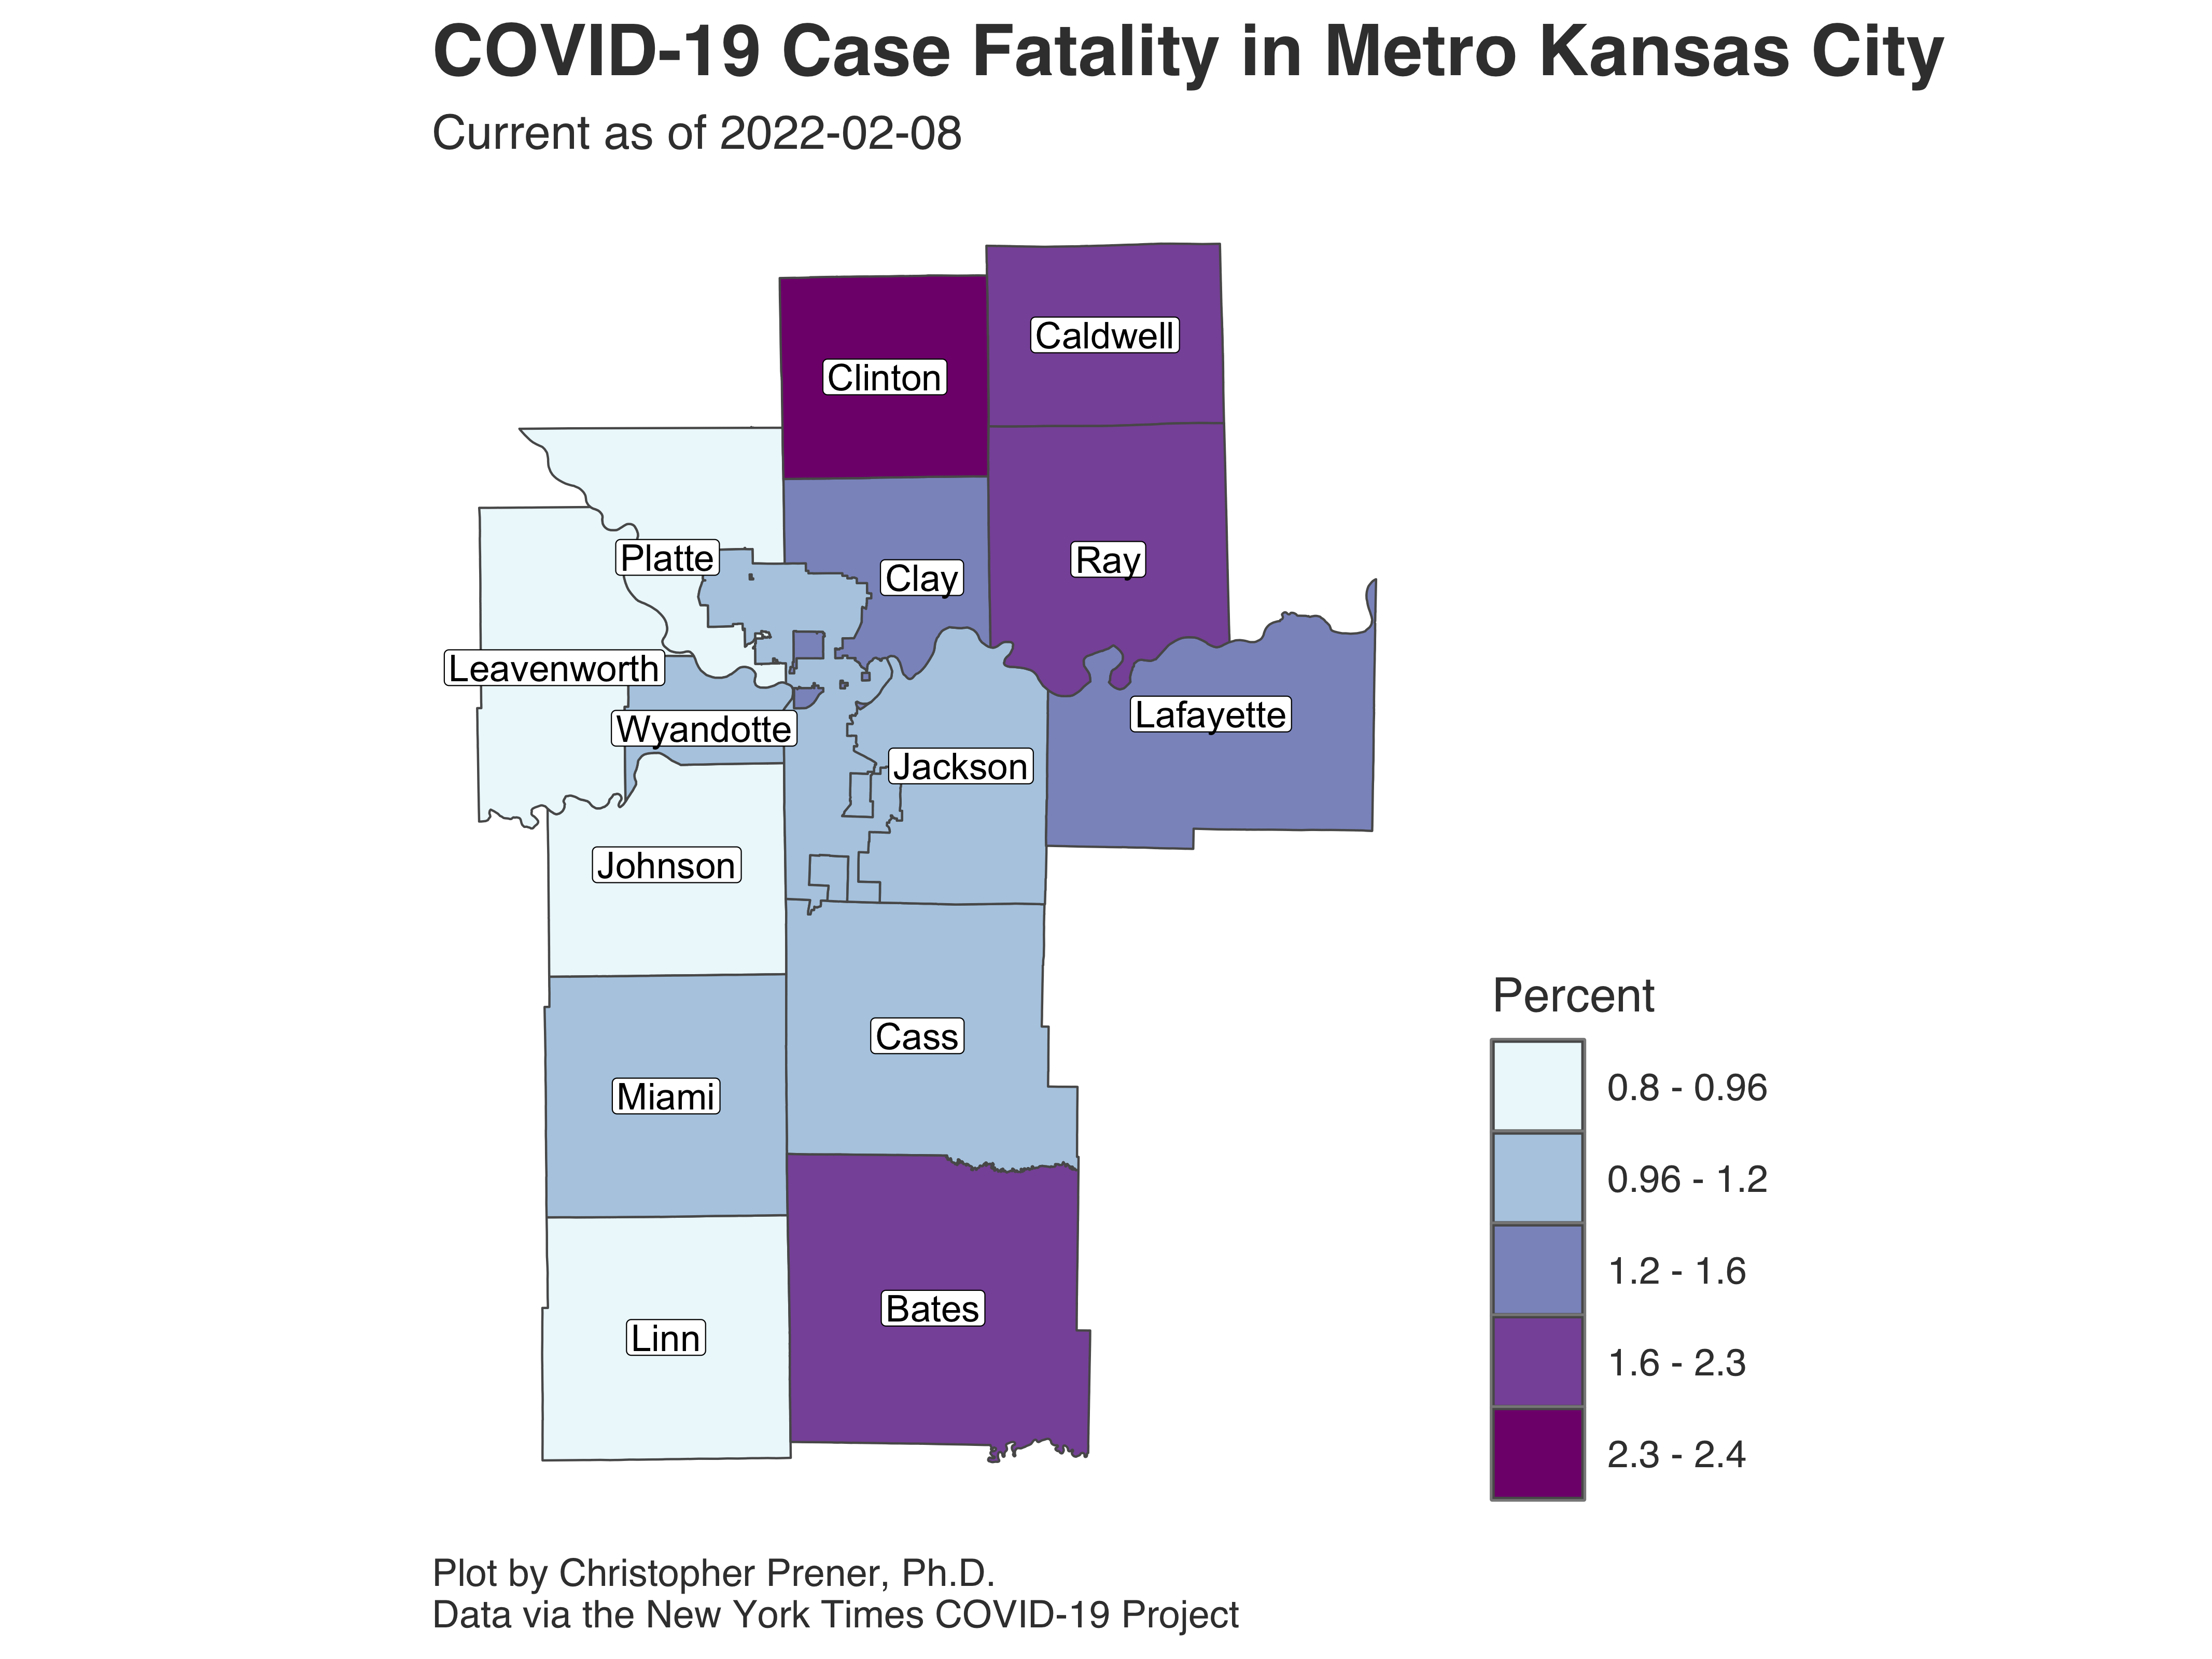 COVID-19 Case Fatality in Metro Kansas City
Current as of 2022-02-08
Caldwell
Clinton
Platte
Clay
Ray
Leavenworth
Wyandotte
Lafayette
Jackson
Johnson
Cass
Miami
Bates
Linn
Percent
0.8 - 0.96
0.96 - 1.2
1.2 - 1.6
1.6 - 2.3
2.3 - 2.4
Plot by Christopher Prener, Ph.D.
Data via the New York Times COVID-19 Project